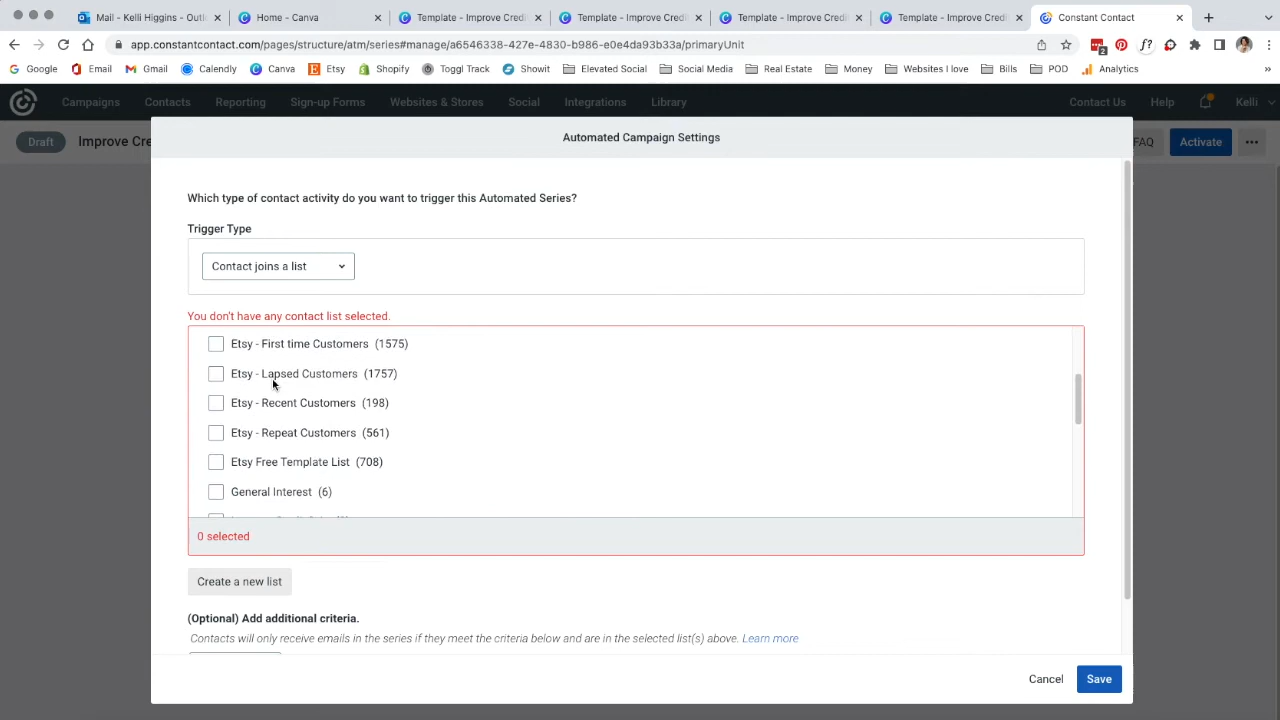 Mail - Kelli Higgins - Outl
Home - Canva
Template - Improve Credi
Template - Improve Credi
Template - Improve Credi
Template - Improve Credi
Constant Contact
app.constantcontact.com/pages/structure/atm/series#manage/a6546338-427e-4830-b986-e0e4da93b33a/primaryUnit
2
f?
Google
Email
Gmail
Calendly
Canva
Etsy
Shopify
Toggl Track
Showit
Elevated Social
Social Media
Real Estate
Money
Websites I love
Bills
POD
Analytics
»
Campaigns
Contacts
Reporting
Sign-up Forms
Websites & Stores
Social
Integrations
Library
Contact Us
Help
Kelli
Draft
Improve Cre
FAQ
Activate
Automated Campaign Settings
Which type of contact activity do you want to trigger this Automated Series?
Trigger Type
Contact joins a list
You don't have any contact list selected.
Etsy - First time Customers (1575)
Etsy - Lapsed Customers (1757)
Etsy - Recent Customers (198)
Etsy - Repeat Customers (561)
Etsy Free Template List (708)
General Interest (6)
0 selected
Create a new list
(Optional) Add additional criteria.
Contacts will only receive emails in the series if they meet the criteria below and are in the selected list(s) above. Learn more
Cancel
Save